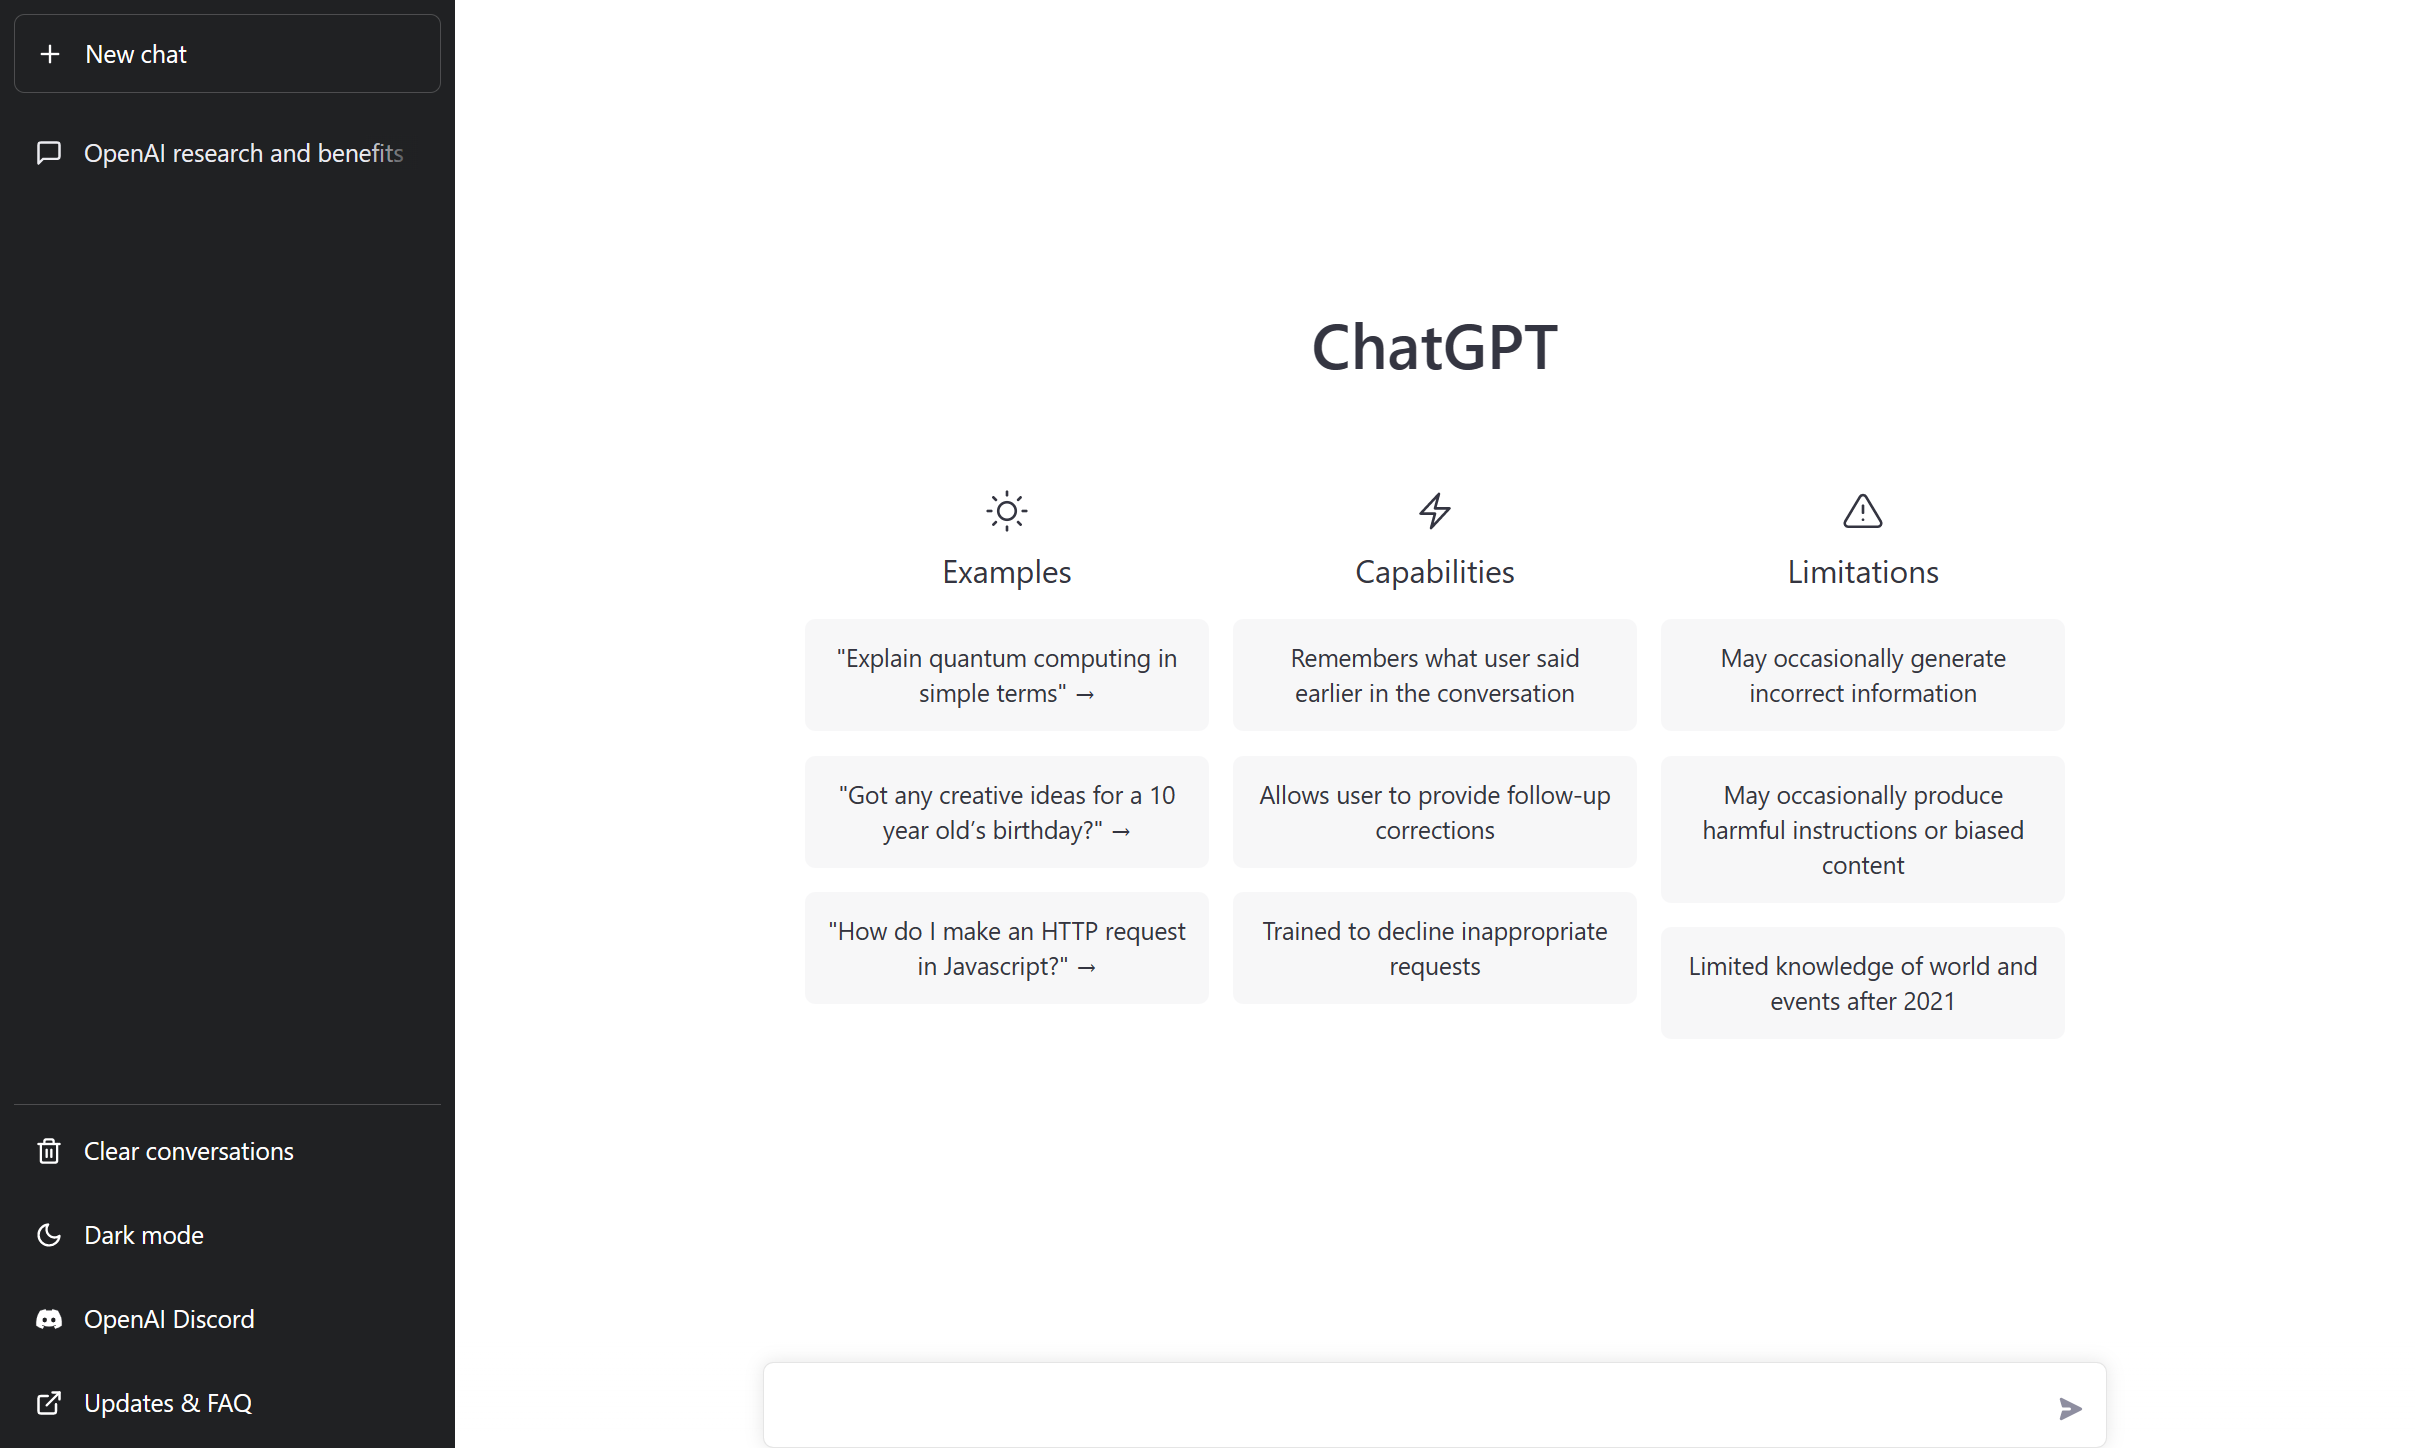 New chat
OpenAI research and benefits
Clear conversations
Dark mode
OpenAI Discord
Updates & FAQ
ChatGPT
Examples
"Explain quantum computing in
simple terms" →
"Got any creative ideas for a 10
year old’s birthday?" →
"How do I make an HTTP request
in Javascript?" →
Capabilities
Remembers what user said
earlier in the conversation
Allows user to provide follow-up
corrections
Trained to decline inappropriate
requests
Limitations
May occasionally generate
incorrect information
May occasionally produce
harmful instructions or biased
content
Limited knowledge of world and
events after 2021